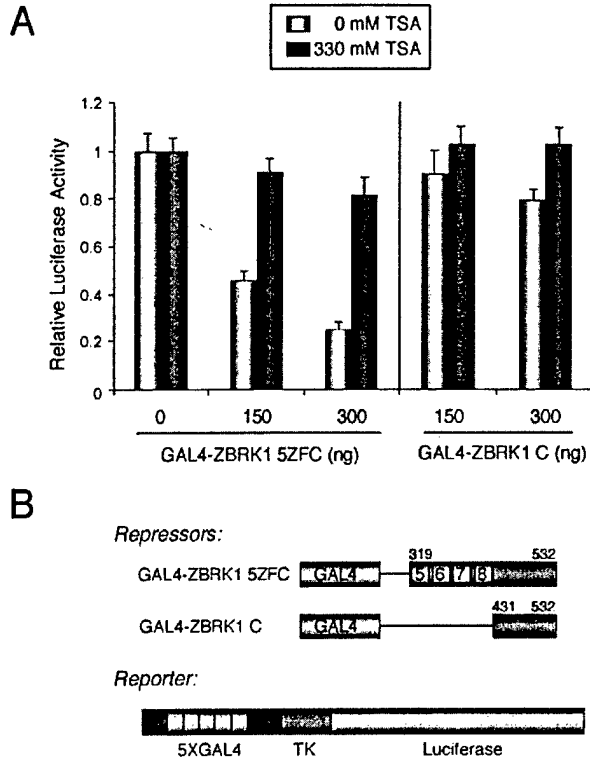 A
0 mM TSA
330 mM TSA
Relative Luciferase Activity
1.2
1
0.8
0.6
0.4
0.2
0
0 150 300 150 300
GAL4-ZBRK1 5ZFC (ng) GAL4-ZBRK1 C (ng)
B
Repressors:
319 532
GAL4-ZBRK1 5ZFC GAL4 5 6 7 8
431 532
GAL4-ZBRK1 C GAL4
Reporter:
5XGAL4 TK Luciferase